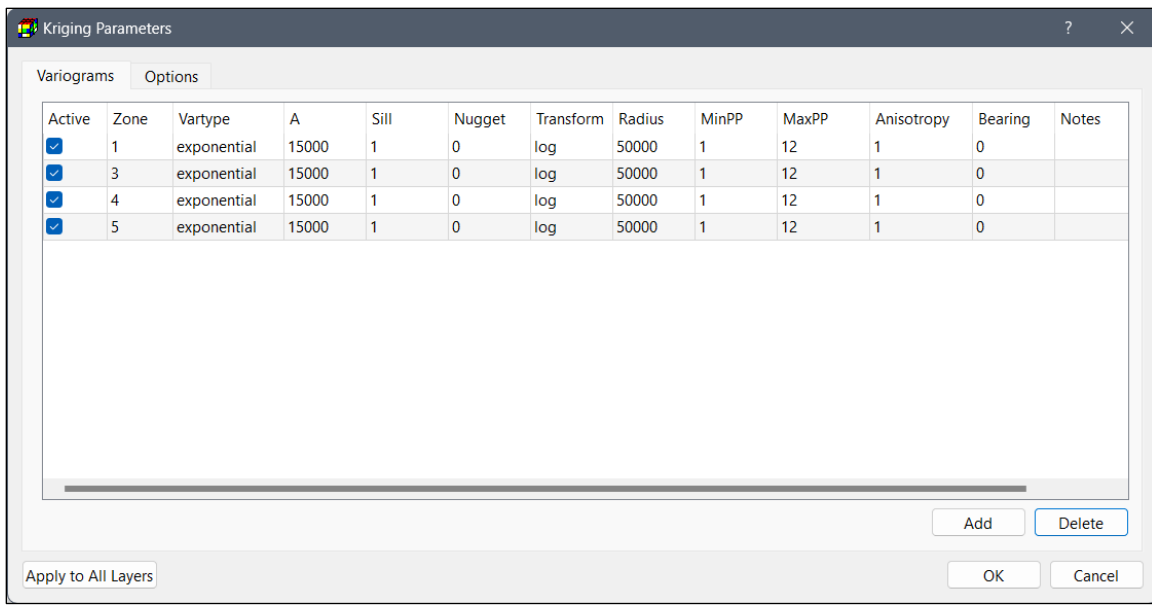 Kriging Parameters ?
Variograms Options
Active Zone Vartype A Sill Nugget Transform Radius MinPP MaxPP Anisotropy Bearing Notes
1 exponential 15000 1 0 log 50000 1 12 1 0
3 exponential 15000 1 0 log 50000 1 12 1 0
4 exponential 15000 1 0 log 50000 1 12 1 0
5 exponential 15000 1 0 log 50000 1 12 1 0
Add Delete
Apply to All Layers OK Cancel